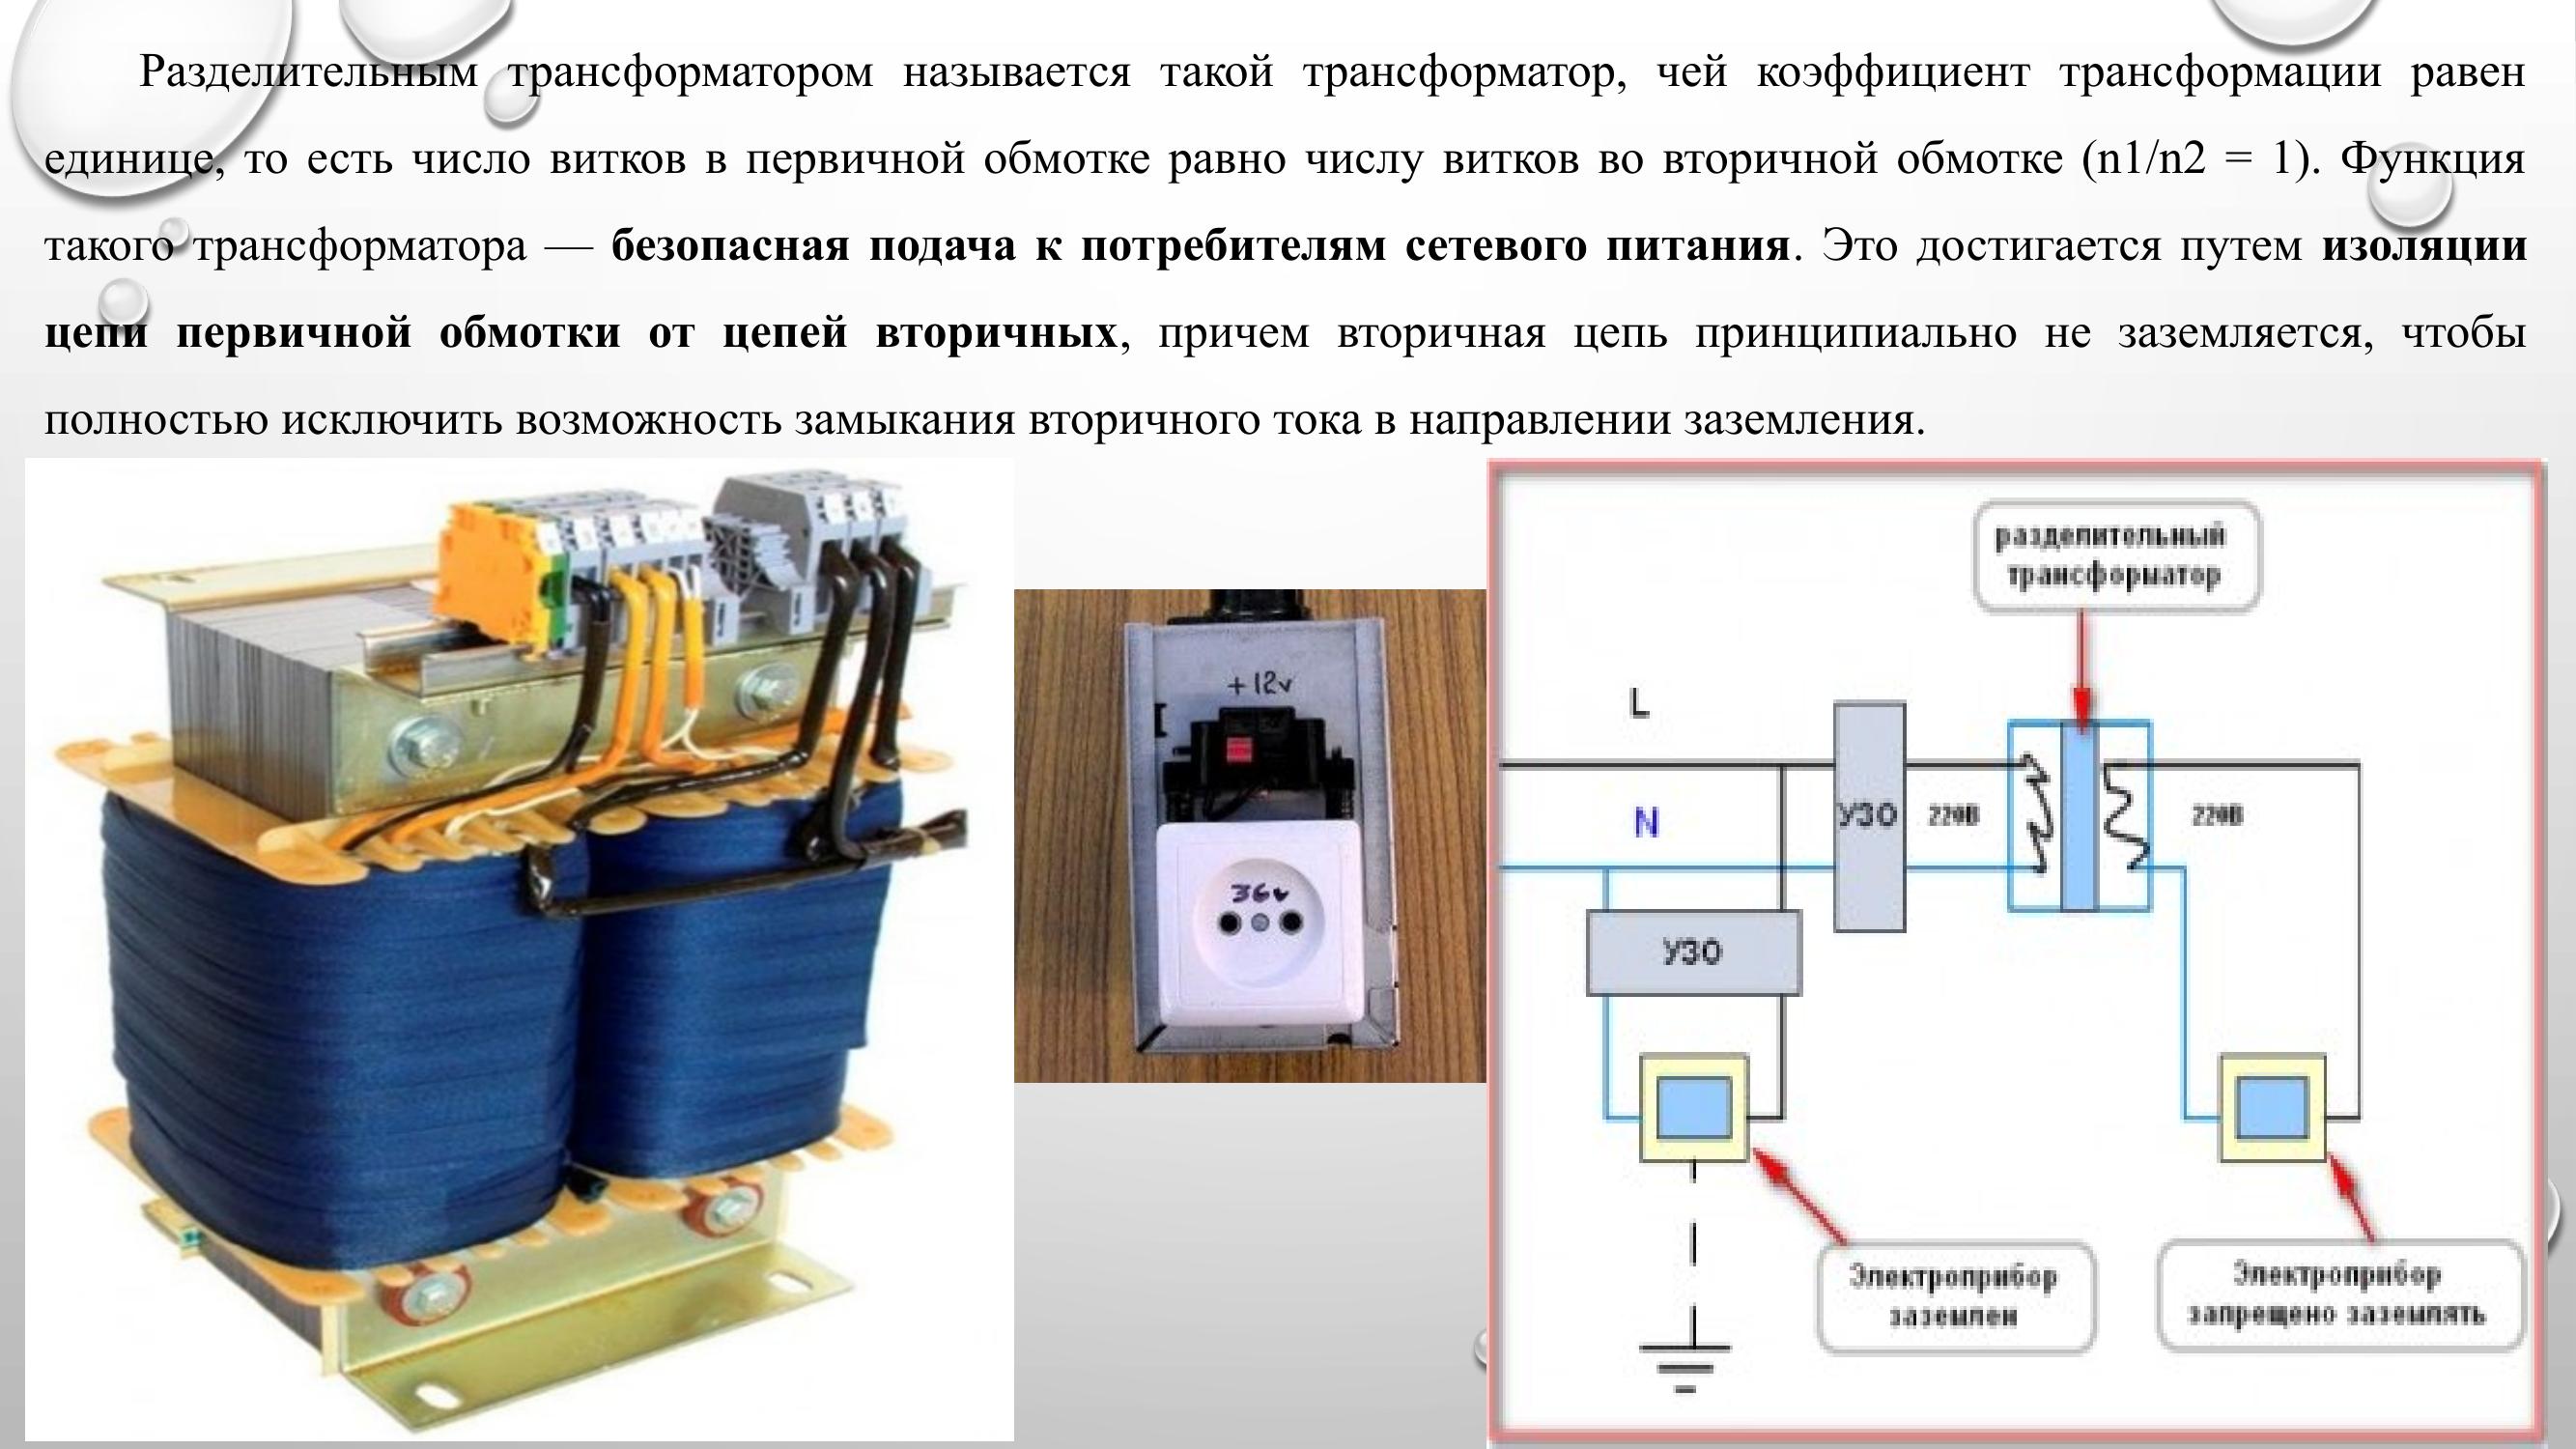 Разделительным трансформатором называется такой трансформатор, чей коэффициент трансформации равен
единице, то есть число витков в первичной обмотке равно числу витков во вторичной обмотке (n1/n2 = 1). Функция
такого трансформатора — безопасная подача к потребителям сетевого питания. Это достигается путем изоляции
цепи первичной обмотки от цепей вторичных, причем вторичная цепь принципиально не заземляется, чтобы
полностью исключить возможность замыкания вторичного тока в направлении заземления.
+12v
36v
разделительный
трансформатор
L
N
УЗО
220В
220В
УЗО
Электроприбор
заземлен
Электроприбор
запрещено заземлять